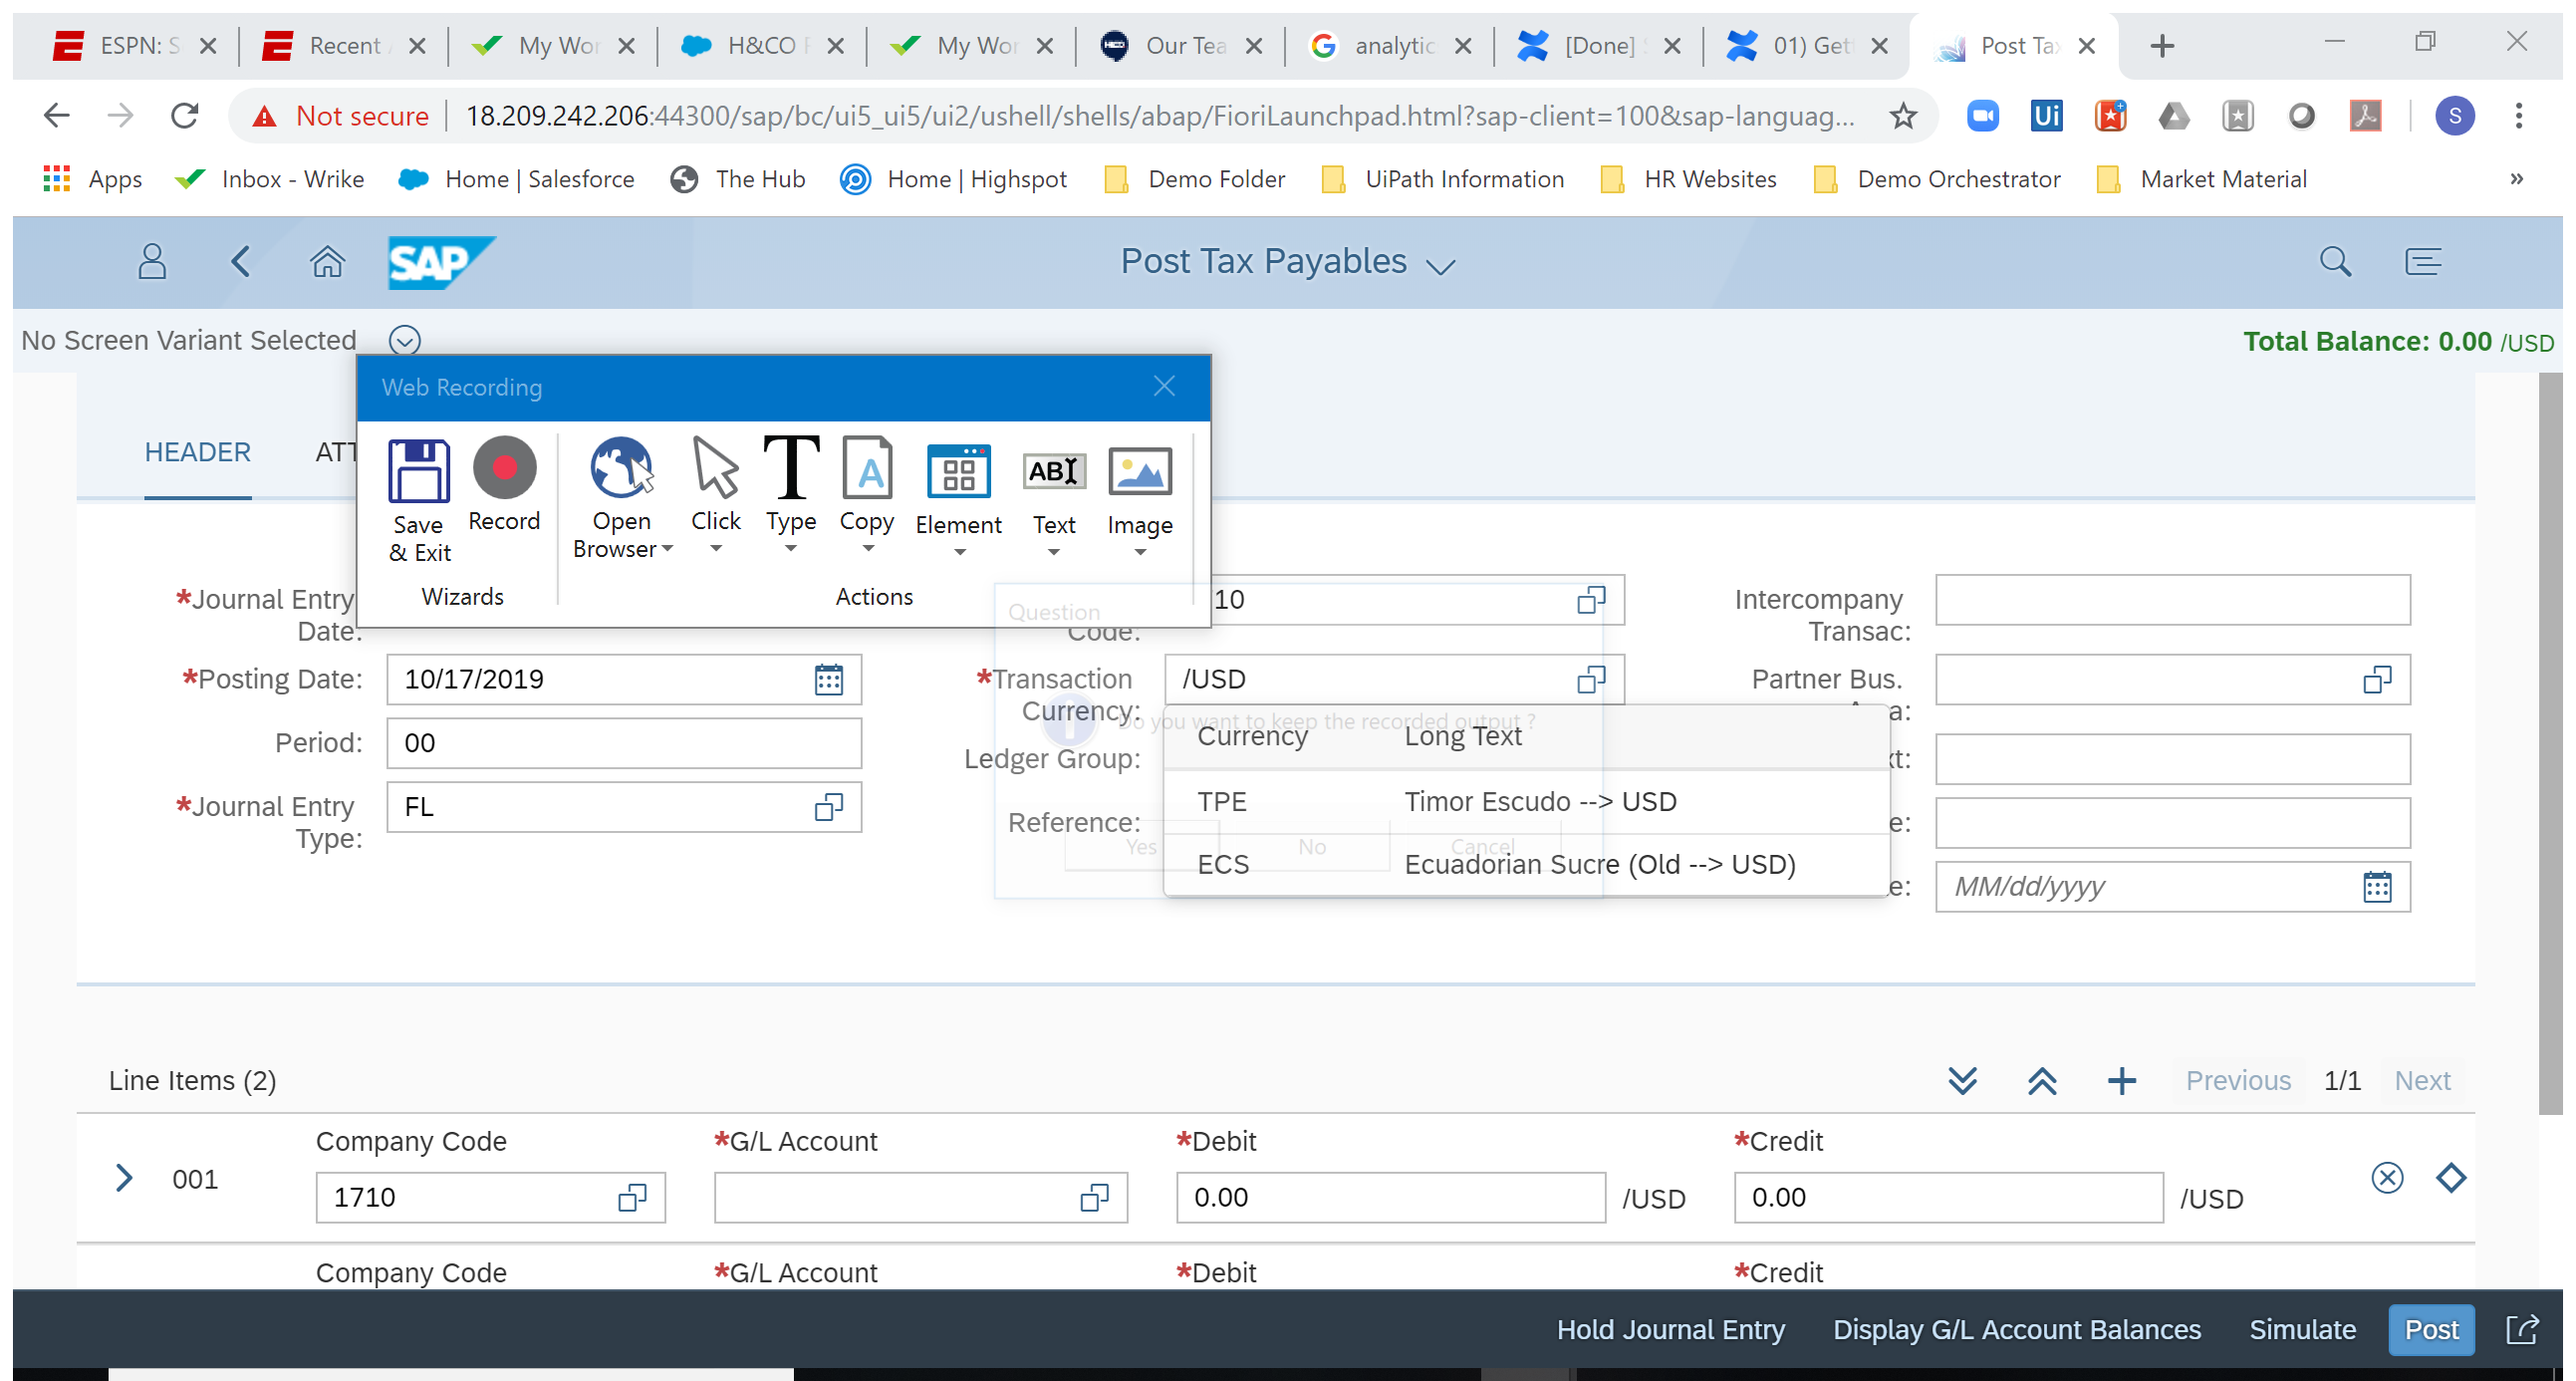 ESPN: S
Recent
My Wor
H&CO
My Wor
Our Tea
analytic
[Done]
01) Get
Post Tax
Not secure
18.209.242.206:44300/sap/bc/ui5_ui5/ui2/ushell/shells/abap/FioriLaunchpad.html?sap-client=100&sap-languag...
Ui
S
Apps
Inbox - Wrike
Home | Salesforce
The Hub
Home | Highspot
Demo Folder
UiPath Information
HR Websites
Demo Orchestrator
Market Material
»
SAP
Post Tax Payables
No Screen Variant Selected
Total Balance: 0.00 /USD
Web Recording
HEADER
ATT
Save & Exit
Record
Open Browser
Click
Type
Copy
Element
Text
Image
Wizards
Actions
*Journal Entry Date:
Question
Code:
10
Intercompany Transac:
*Posting Date:
10/17/2019
*Transaction Currency:
/USD
Partner Bus.
a:
Do you want to keep the recorded output ?
Period:
00
Currency
Long Text
Ledger Group:
xt:
*Journal Entry Type:
FL
TPE
Timor Escudo --> USD
Reference:
e:
Yes
No
Cancel
ECS
Ecuadorian Sucre (Old --> USD)
e:
MM/dd/yyyy
Line Items (2)
Previous
1/1
Next
Company Code
*G/L Account
*Debit
*Credit
001
1710
0.00
/USD
0.00
/USD
Company Code
*G/L Account
*Debit
*Credit
Hold Journal Entry
Display G/L Account Balances
Simulate
Post